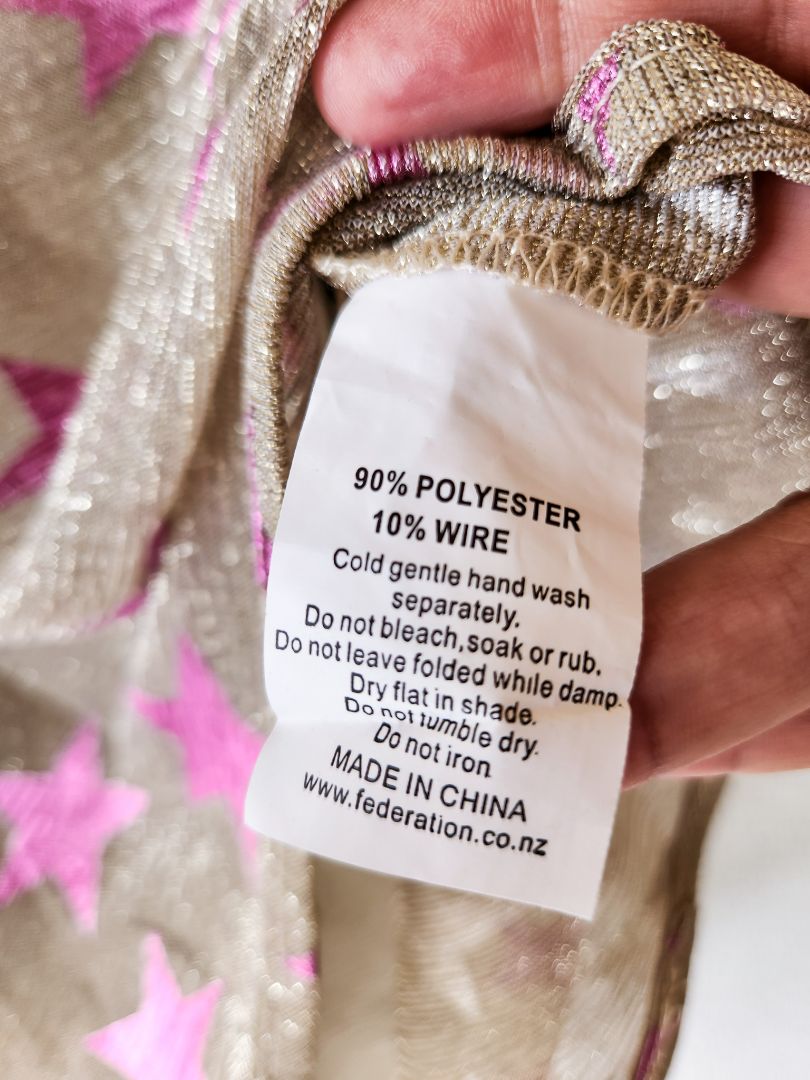 90% POLYESTER
10% WIRE
Cold gentle hand wash
separately.
Do not bleach,soak or rub.
Do not leave folded while damp.
Dry flat in shade.
Do not tumble dry.
Do not iron
MADE IN CHINA
www.federation.co.nz